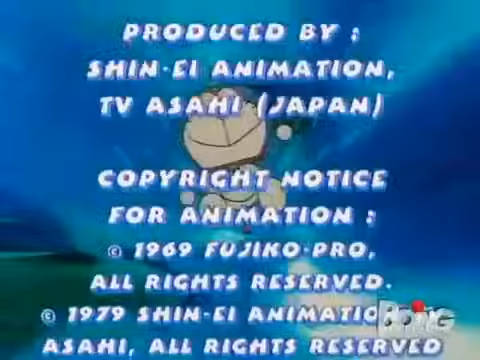 PRODUCED BY :
SHIN-EI ANIMATION,
TV ASAHI (JAPAN)
COPYRIGHT NOTICE
FOR ANIMATION :
© 1969 FUJIKO-PRO,
ALL RIGHTS RESERVED.
© 1979 SHIN-EI ANIMATIO
BOING
ASAHI, ALL RIGHTS RESERVED